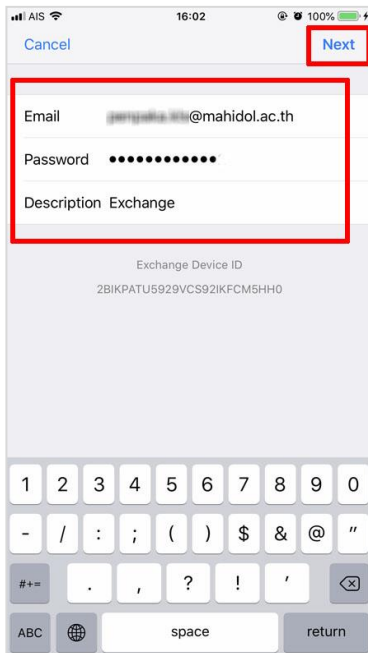 AIS 16:02 100%
Cancel Next
Email @mahidol.ac.th
Password ••••••••••••
Description Exchange
Exchange Device ID
2BIKPATU5929VCS92IKFCM5HH0
1 2 3 4 5 6 7 8 9 0
- / : ; ( ) $ & @ "
#+= . , ? ! '
ABC space return